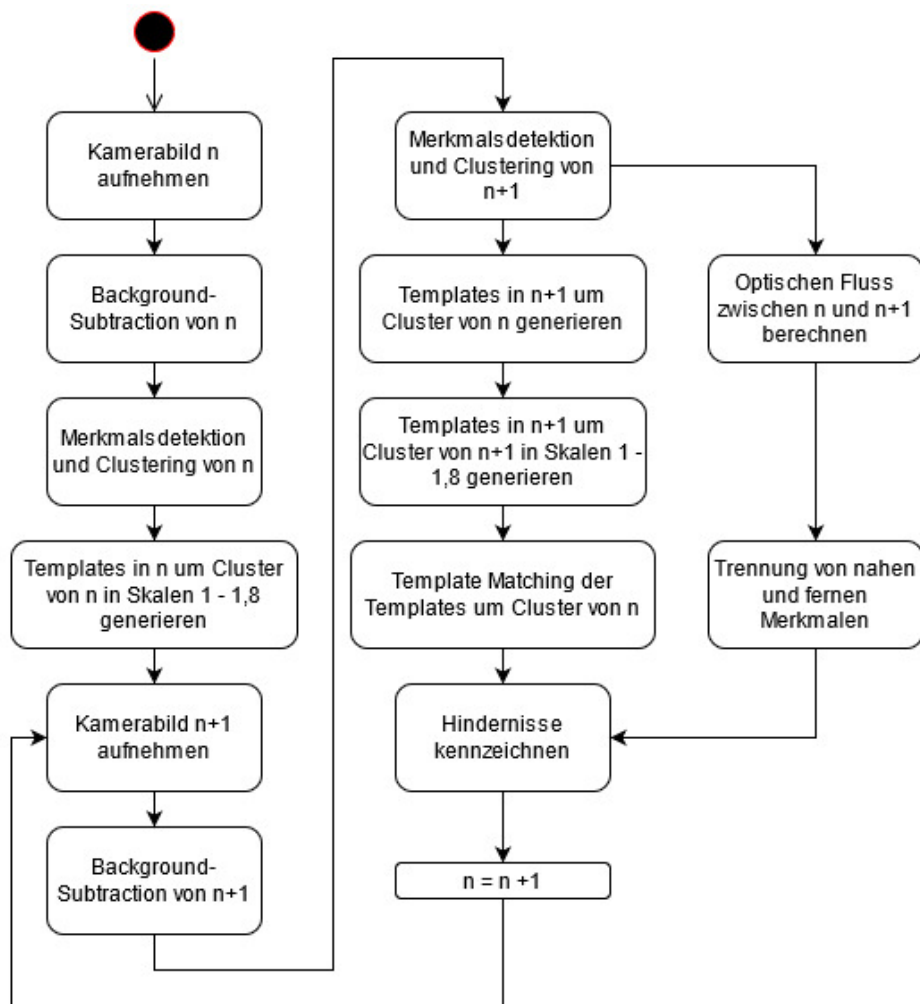 Kamerabild n
aufnehmen
Background-
Subtraction von n
Merkmalsdetektion
und Clustering von n
Templates in n um Cluster
von n in Skalen 1 - 1,8
generieren
Kamerabild n+1
aufnehmen
Background-
Subtraction von n+1
Merkmalsdetektion
und Clustering von
n+1
Templates in n+1 um
Cluster von n generieren
Templates in n+1 um
Cluster von n+1 in Skalen 1 -
1,8 generieren
Template Matching der
Templates um Cluster von n
Hindernisse
kennzeichnen
n = n +1
Optischen Fluss
zwischen n und n+1
berechnen
Trennung von nahen
und fernen
Merkmalen